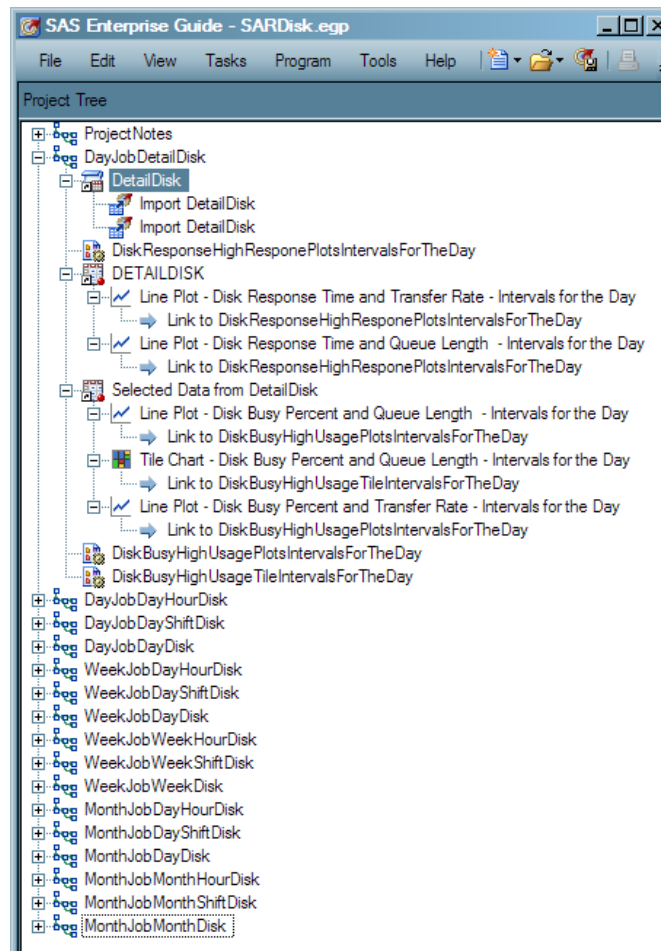 SAS Enterprise Guide - SARDisk.egp
File Edit View Tasks Program Tools Help
Project Tree
ProjectNotes
DayJobDetailDisk
DetailDisk
Import DetailDisk
Import DetailDisk
DiskResponseHighResponePlotsIntervalsForTheDay
DETAILDISK
Line Plot - Disk Response Time and Transfer Rate - Intervals for the Day
Link to DiskResponseHighResponePlotsIntervalsForTheDay
Line Plot - Disk Response Time and Queue Length - Intervals for the Day
Link to DiskResponseHighResponePlotsIntervalsForTheDay
Selected Data from DetailDisk
Line Plot - Disk Busy Percent and Queue Length - Intervals for the Day
Link to DiskBusyHighUsagePlotsIntervalsForTheDay
Tile Chart - Disk Busy Percent and Queue Length - Intervals for the Day
Link to DiskBusyHighUsageTileIntervalsForTheDay
Line Plot - Disk Busy Percent and Transfer Rate - Intervals for the Day
Link to DiskBusyHighUsagePlotsIntervalsForTheDay
DiskBusyHighUsagePlotsIntervalsForTheDay
DiskBusyHighUsageTileIntervalsForTheDay
DayJobDayHourDisk
DayJobDayShiftDisk
DayJobDayDisk
WeekJobDayHourDisk
WeekJobDayShiftDisk
WeekJobDayDisk
WeekJobWeekHourDisk
WeekJobWeekShiftDisk
WeekJobWeekDisk
MonthJobDayHourDisk
MonthJobDayShiftDisk
MonthJobDayDisk
MonthJobMonthHourDisk
MonthJobMonthShiftDisk
MonthJobMonthDisk